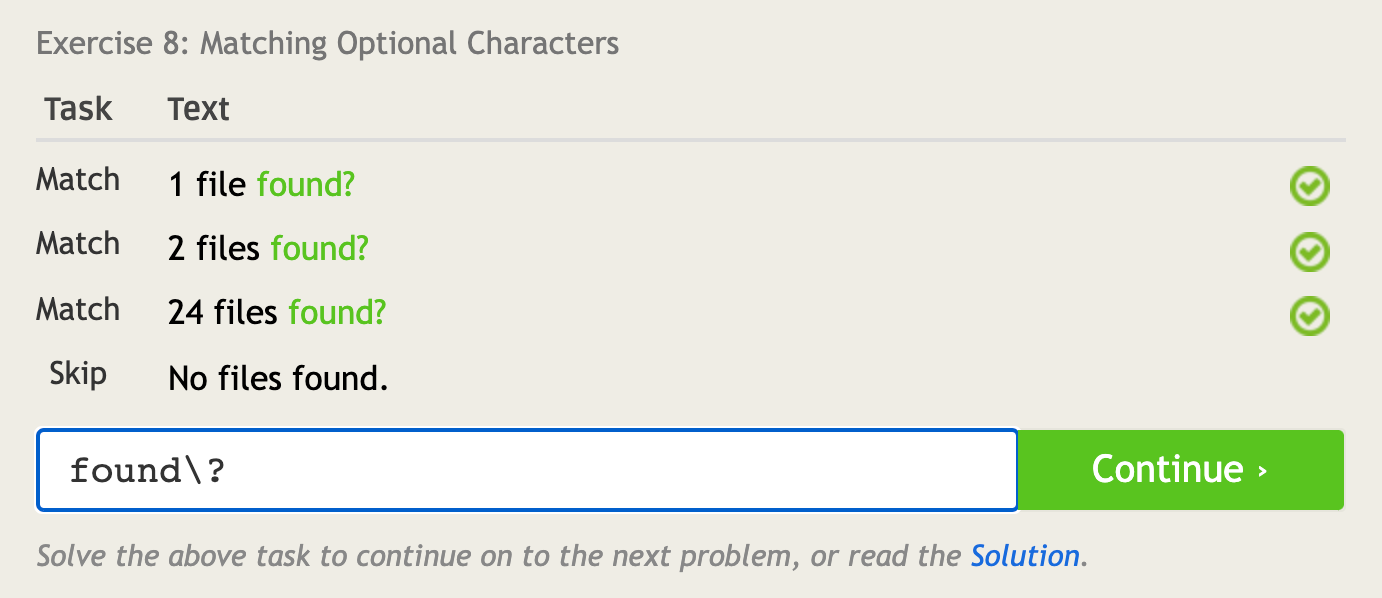 Exercise 8: Matching Optional Characters
Task Text
Match 1 file found?
Match 2 files found?
Match 24 files found?
Skip No files found.
found\? Continue ›
Solve the above task to continue on to the next problem, or read the Solution.